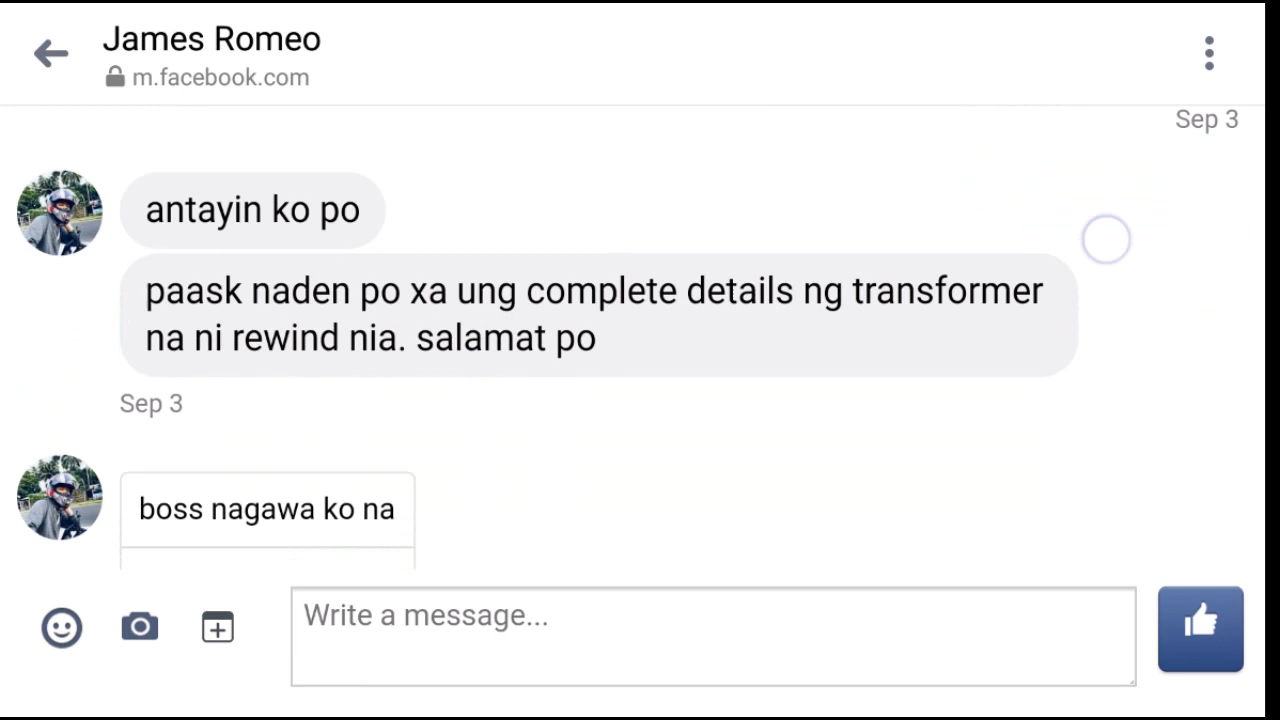 James Romeo
m.facebook.com
Sep 3
antayin ko po
paask naden po xa ung complete details ng transformer
na ni rewind nia. salamat po
Sep 3
boss nagawa ko na
Write a message...